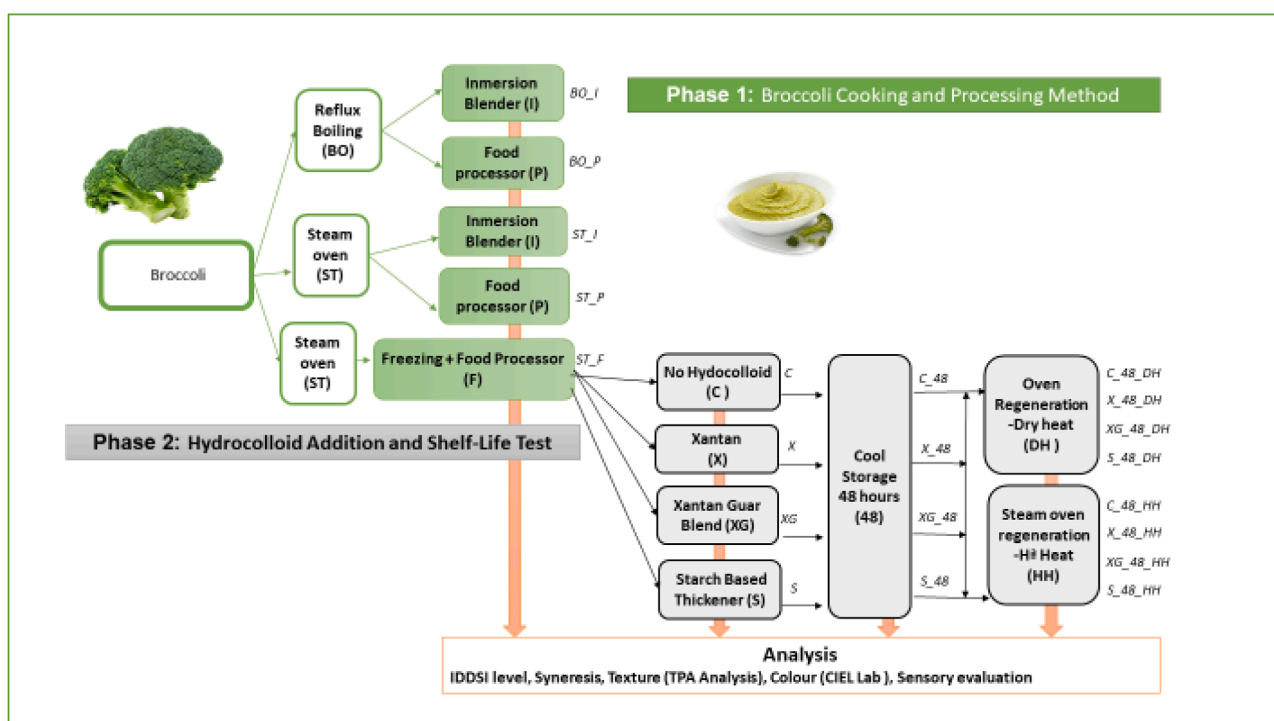 Phase 1: Broccoli Cooking and Processing Method
Broccoli
Reflux
Boiling
(BO)
Inmersion
Blender (I)
BO_I
Food
processor (P)
BO_P
Steam
oven
(ST)
Inmersion
Blender (I)
ST_I
Food
processor (P)
ST_P
Steam
oven
(ST)
Freezing + Food Processor
(F)
ST_F
Phase 2: Hydrocolloid Addition and Shelf-Life Test
No Hydocolloid
(C )
C
Xantan
(X)
X
Xantan Guar
Blend (XG)
XG
Starch Based
Thickener (S)
S
Cool
Storage
48 hours
(48)
C_48
X_48
XG_48
S_48
Oven
Regeneration
-Dry heat
(DH )
C_48_DH
X_48_DH
XG_48_DH
S_48_DH
Steam oven
regeneration
-Hª Heat
(HH)
C_48_HH
X_48_HH
XG_48_HH
S_48_HH
Analysis
IDDSI level, Syneresis, Texture (TPA Analysis), Colour (CIEL Lab ), Sensory evaluation